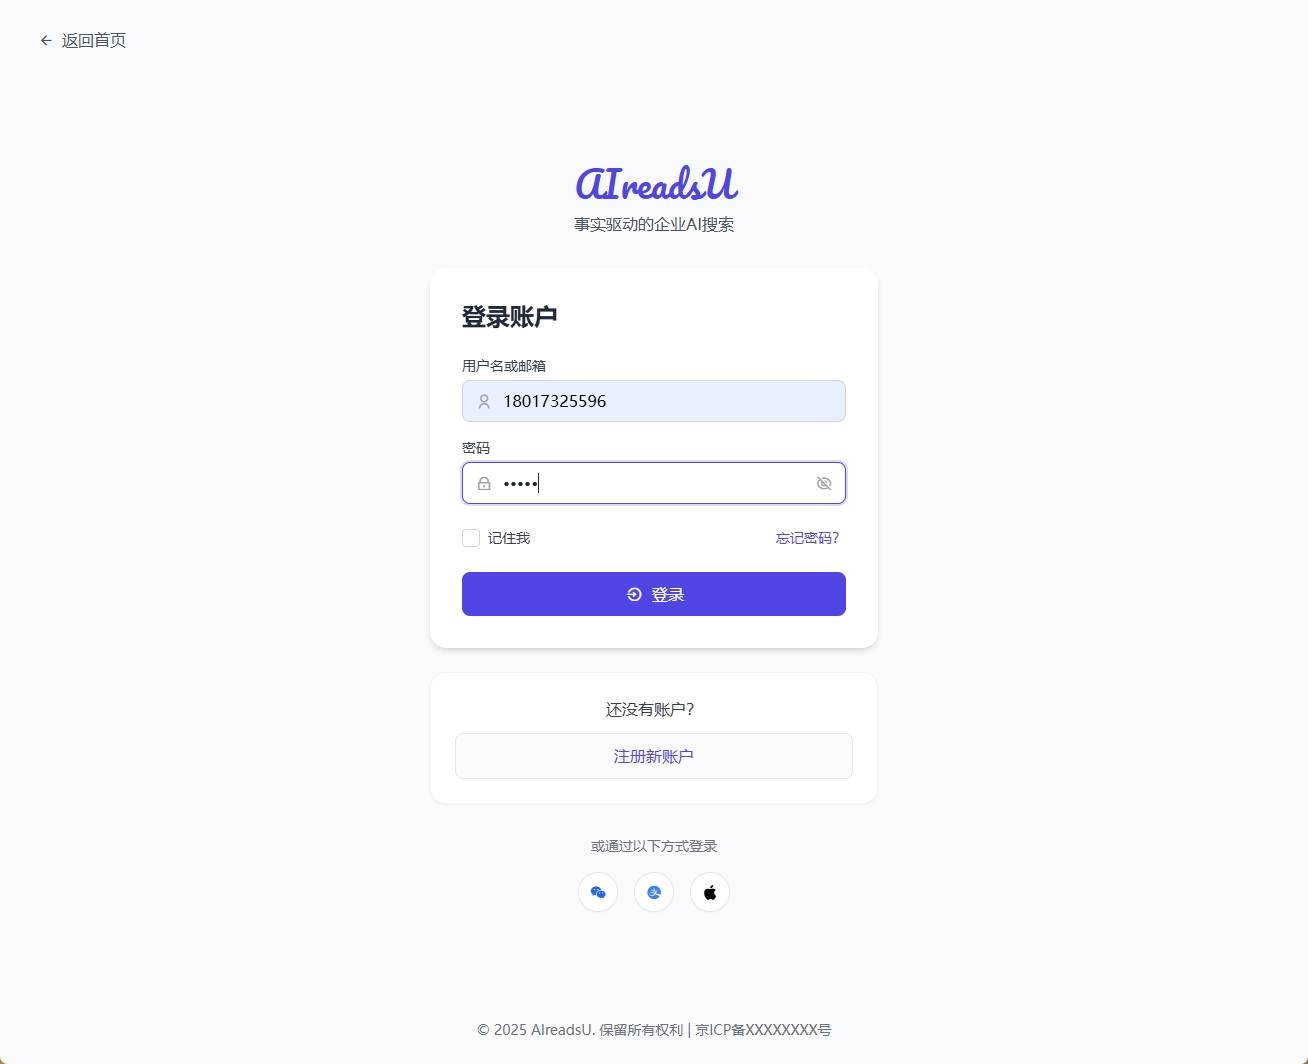 ← 返回首页
AIreadsU
事实驱动的企业AI搜索
登录账户
用户名或邮箱
18017325596
密码
•••••
记住我 忘记密码?
登录
还没有账户?
注册新账户
或通过以下方式登录
© 2025 AIreadsU. 保留所有权利 | 京ICP备XXXXXXXX号